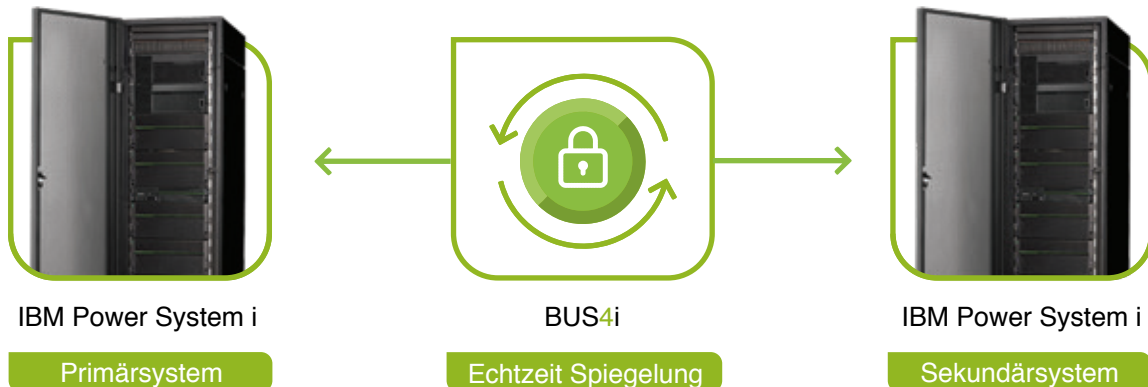 IBM Power System i
BUS4i
IBM Power System i
Primärsystem
Echtzeit Spiegelung
Sekundärsystem